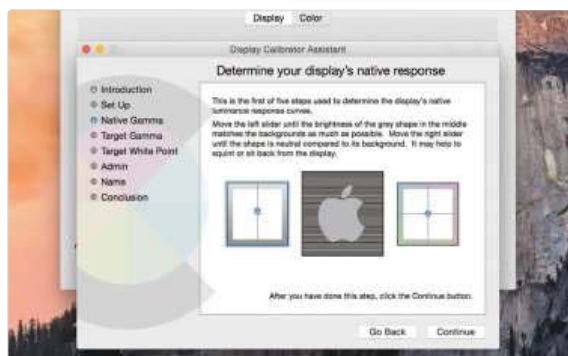 Display Color
Display Calibrator Assistant
Determine your display's native response
Introduction
Set Up
Native Gamma
Target Gamma
Target White Point
Admin
Name
Conclusion
This is the first of five steps used to determine the display's native
luminance response curves.
Move the left slider until the brightness of the grey shape in the middle
matches the backgrounds as much as possible. Move the right slider
until the shape is neutral compared to its background. It may help to
squint or sit back from the display.
After you have done this step, click the Continue button.
Go Back Continue